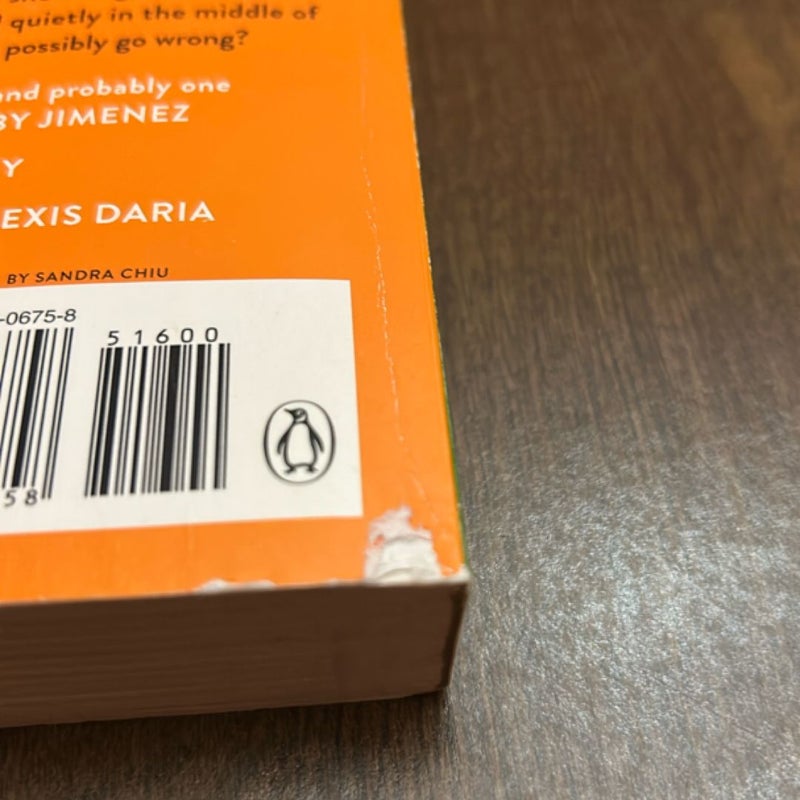 quietly in the middle of
possibly go wrong?
and probably one
BY JIMENEZ
Y
EXIS DARIA
BY SANDRA CHIU
-0675-8
51600
58